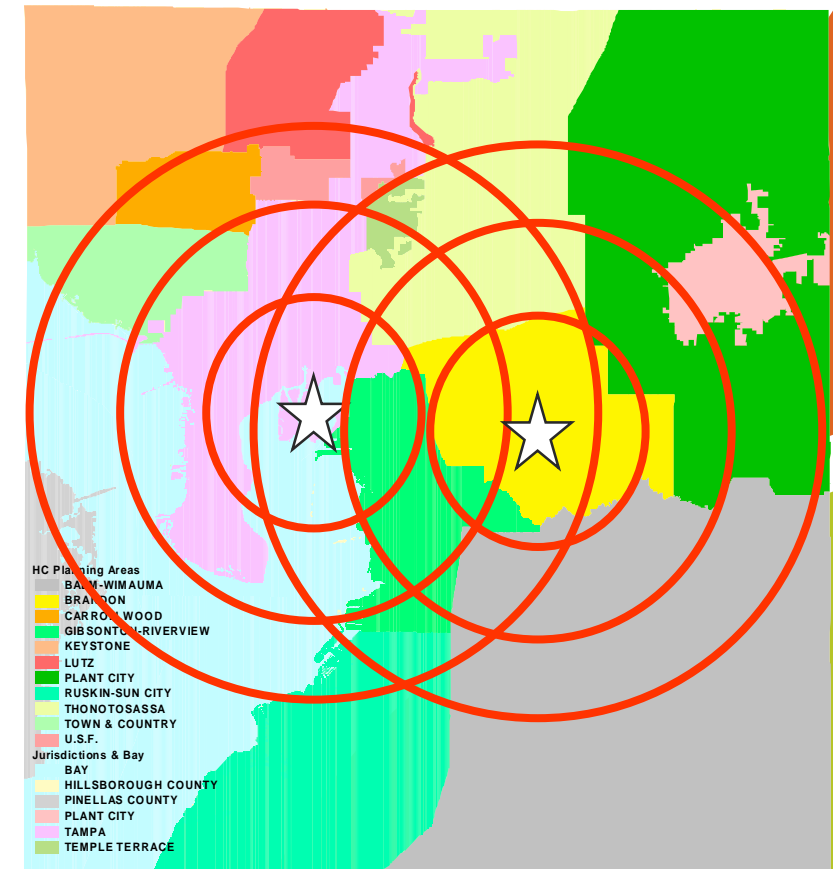 HC Planning Areas
BALM-WIMAUMA
BRANDON
CARROLLWOOD
GIBSONTON-RIVERVIEW
KEYSTONE
LUTZ
PLANT CITY
RUSKIN-SUN CITY
THONOTOSASSA
TOWN & COUNTRY
U.S.F.
Jurisdictions & Bay
BAY
HILLSBOROUGH COUNTY
PINELLAS COUNTY
PLANT CITY
TAMPA
TEMPLE TERRACE